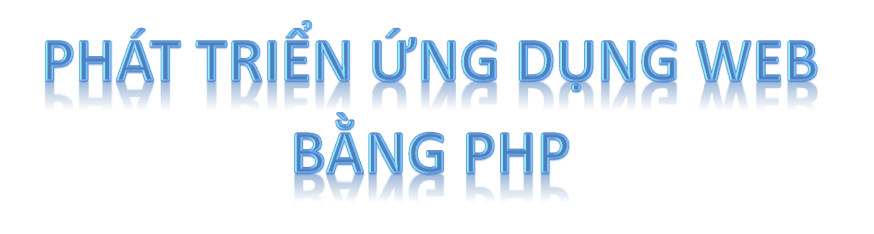 PHÁT TRIỂN ỨNG DỤNG WEB
BẰNG PHP